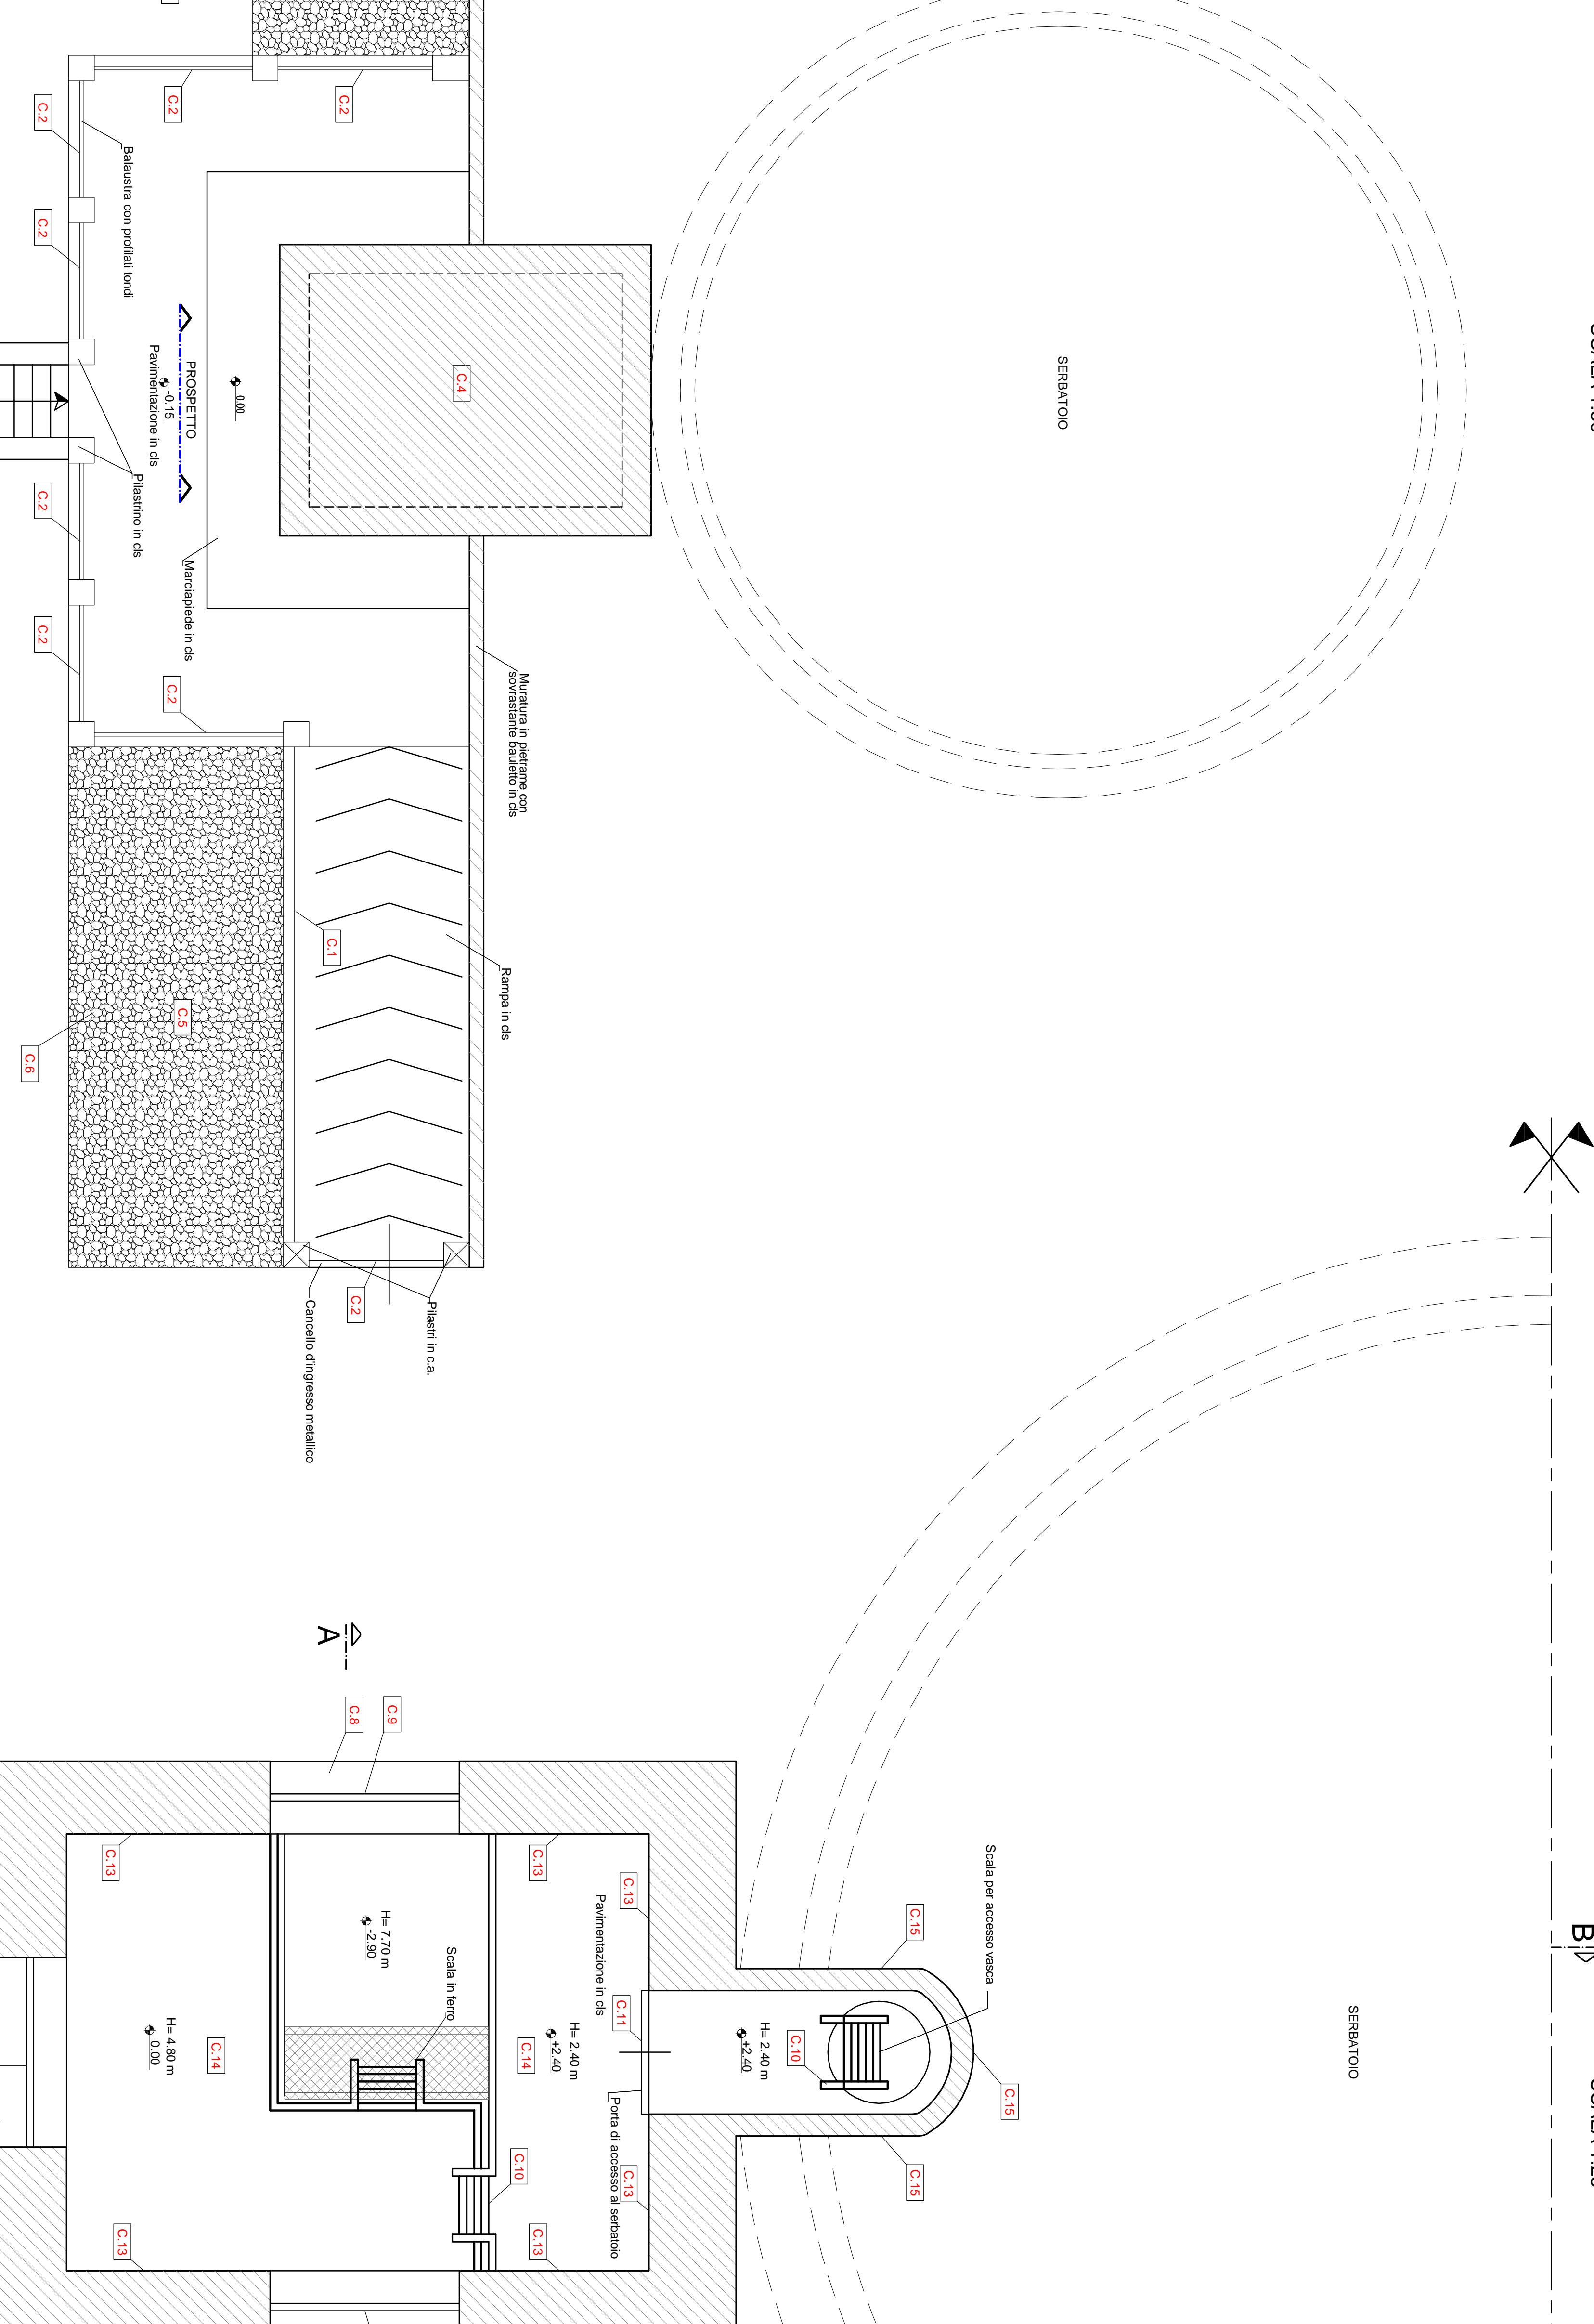 SERBATOIO
C.2
C.2
C.2
C.2
Balaustra con profilati tondi
C.4
PROSPETTO
0.00
-0.15
Pavimentazione in cls
Pilastrino in cls
Marciapiede in cls
C.2
C.2
C.2
Muratura in pietrame con
sovrastante bauletto in cls
Rampa in cls
C.1
C.5
C.6
C.2
Pilastri in c.a.
Cancello d'ingresso metallico
A
B
SERBATOIO
C.8
C.9
Scala per accesso vasca
C.15
C.15
C.15
C.13
C.13
C.13
Pavimentazione in cls
H= 7.70 m
-2.90
Scala in ferro
C.11
H= 2.40 m
+2.40
C.10
H= 2.40 m
+2.40
C.14
C.14
H= 4.80 m
0.00
Porta di accesso al serbatoio
C.10
C.13
C.13
C.13